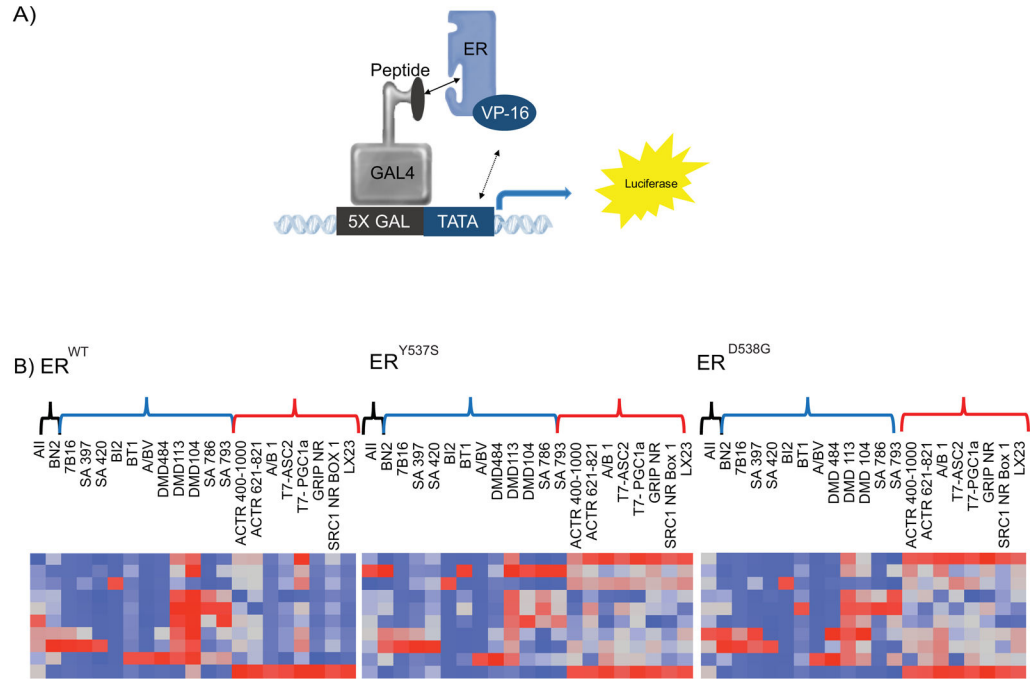 A)
ER
Peptide
VP-16
GAL4
Luciferase
5X GAL
TATA
B) ER^WT
ER^Y537S
ER^D538G
AII
BN2
7B16
SA 397
SA 420
BI2
BT1
A/BV
DMD484
DMD113
DMD104
SA 786
SA 793
ACTR 400-1000
ACTR 621-821
A/B 1
T7-ASC2
T7- PGC1a
GRIP NR
SRC1 NR BOX 1
LX23
AII
BN2
7B16
SA 397
SA 420
BI2
BT1
A/BV
DMD484
DMD113
DMD104
SA 786
SA 793
ACTR 400-1000
ACTR 621-821
A/B 1
T7-ASC2
T7- PGC1a
GRIP NR
SRC1 NR Box 1
LX23
AII
BN2
7B16
SA 397
SA 420
BI2
BT1
A/BV
DMD 484
DMD 113
DMD 104
SA 786
SA 793
ACTR 400-1000
ACTR 621-821
A/B 1
T7-ASC2
T7-PGC1a
GRIP NR
SRC1 NR Box 1
LX23